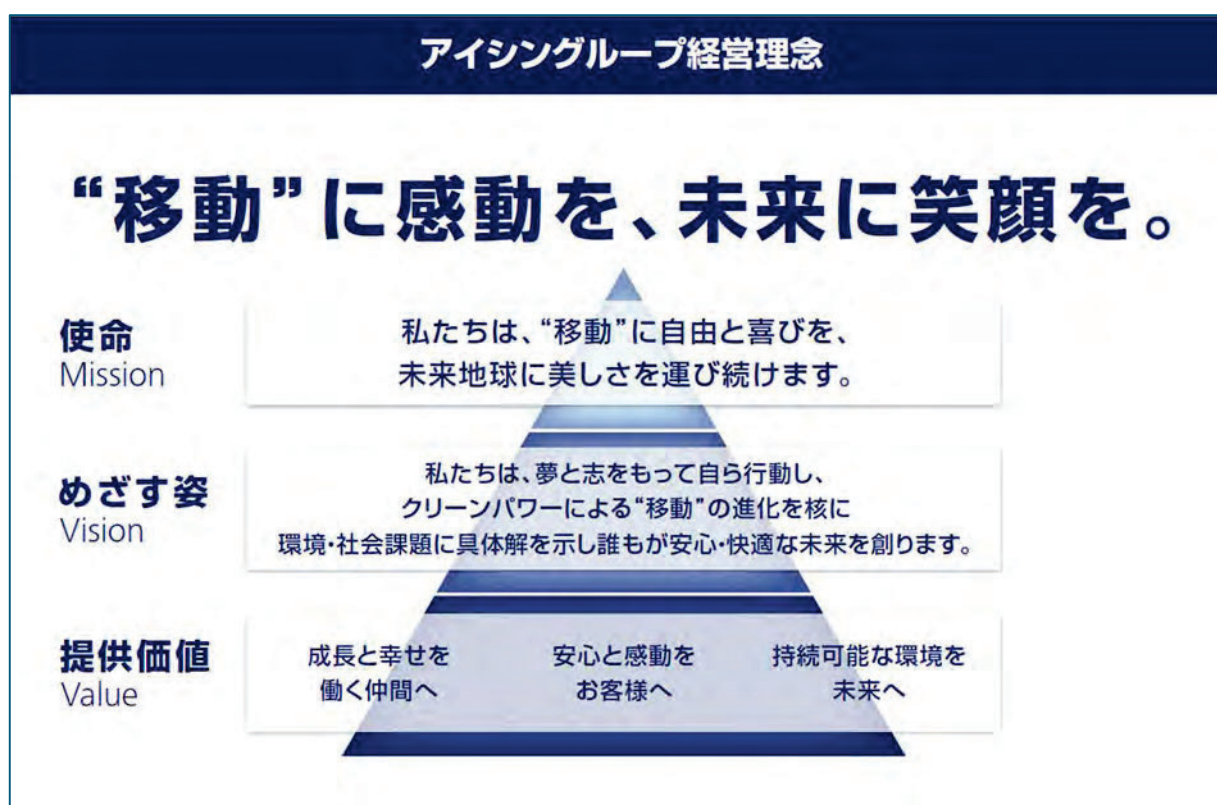 アイシングループ経営理念
“移動”に感動を、未来に笑顔を。
使命
Mission
私たちは、“移動”に自由と喜びを、
未来地球に美しさを運び続けます。
めざす姿
Vision
私たちは、夢と志をもって自ら行動し、
クリーンパワーによる“移動”の進化を核に
環境・社会課題に具体解を示し誰もが安心・快適な未来を創ります。
提供価値
Value
成長と幸せを
働く仲間へ
安心と感動を
お客様へ
持続可能な環境を
未来へ